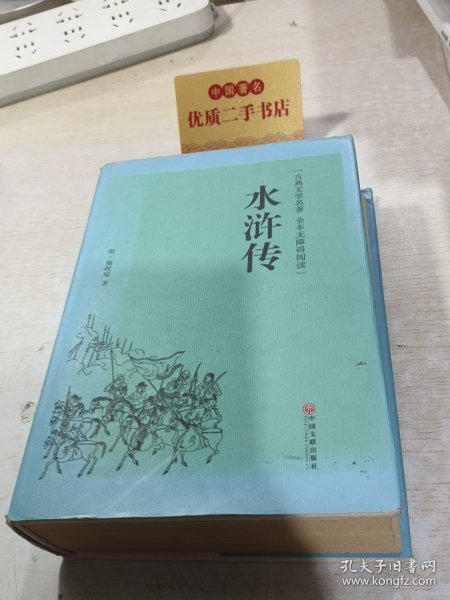 中国著名
优质二手书店
[古典文学名著 全本无障碍阅读]
水浒传
明·施耐庵 著
中国文联出版社
孔夫子旧书网
www.kongfz.com